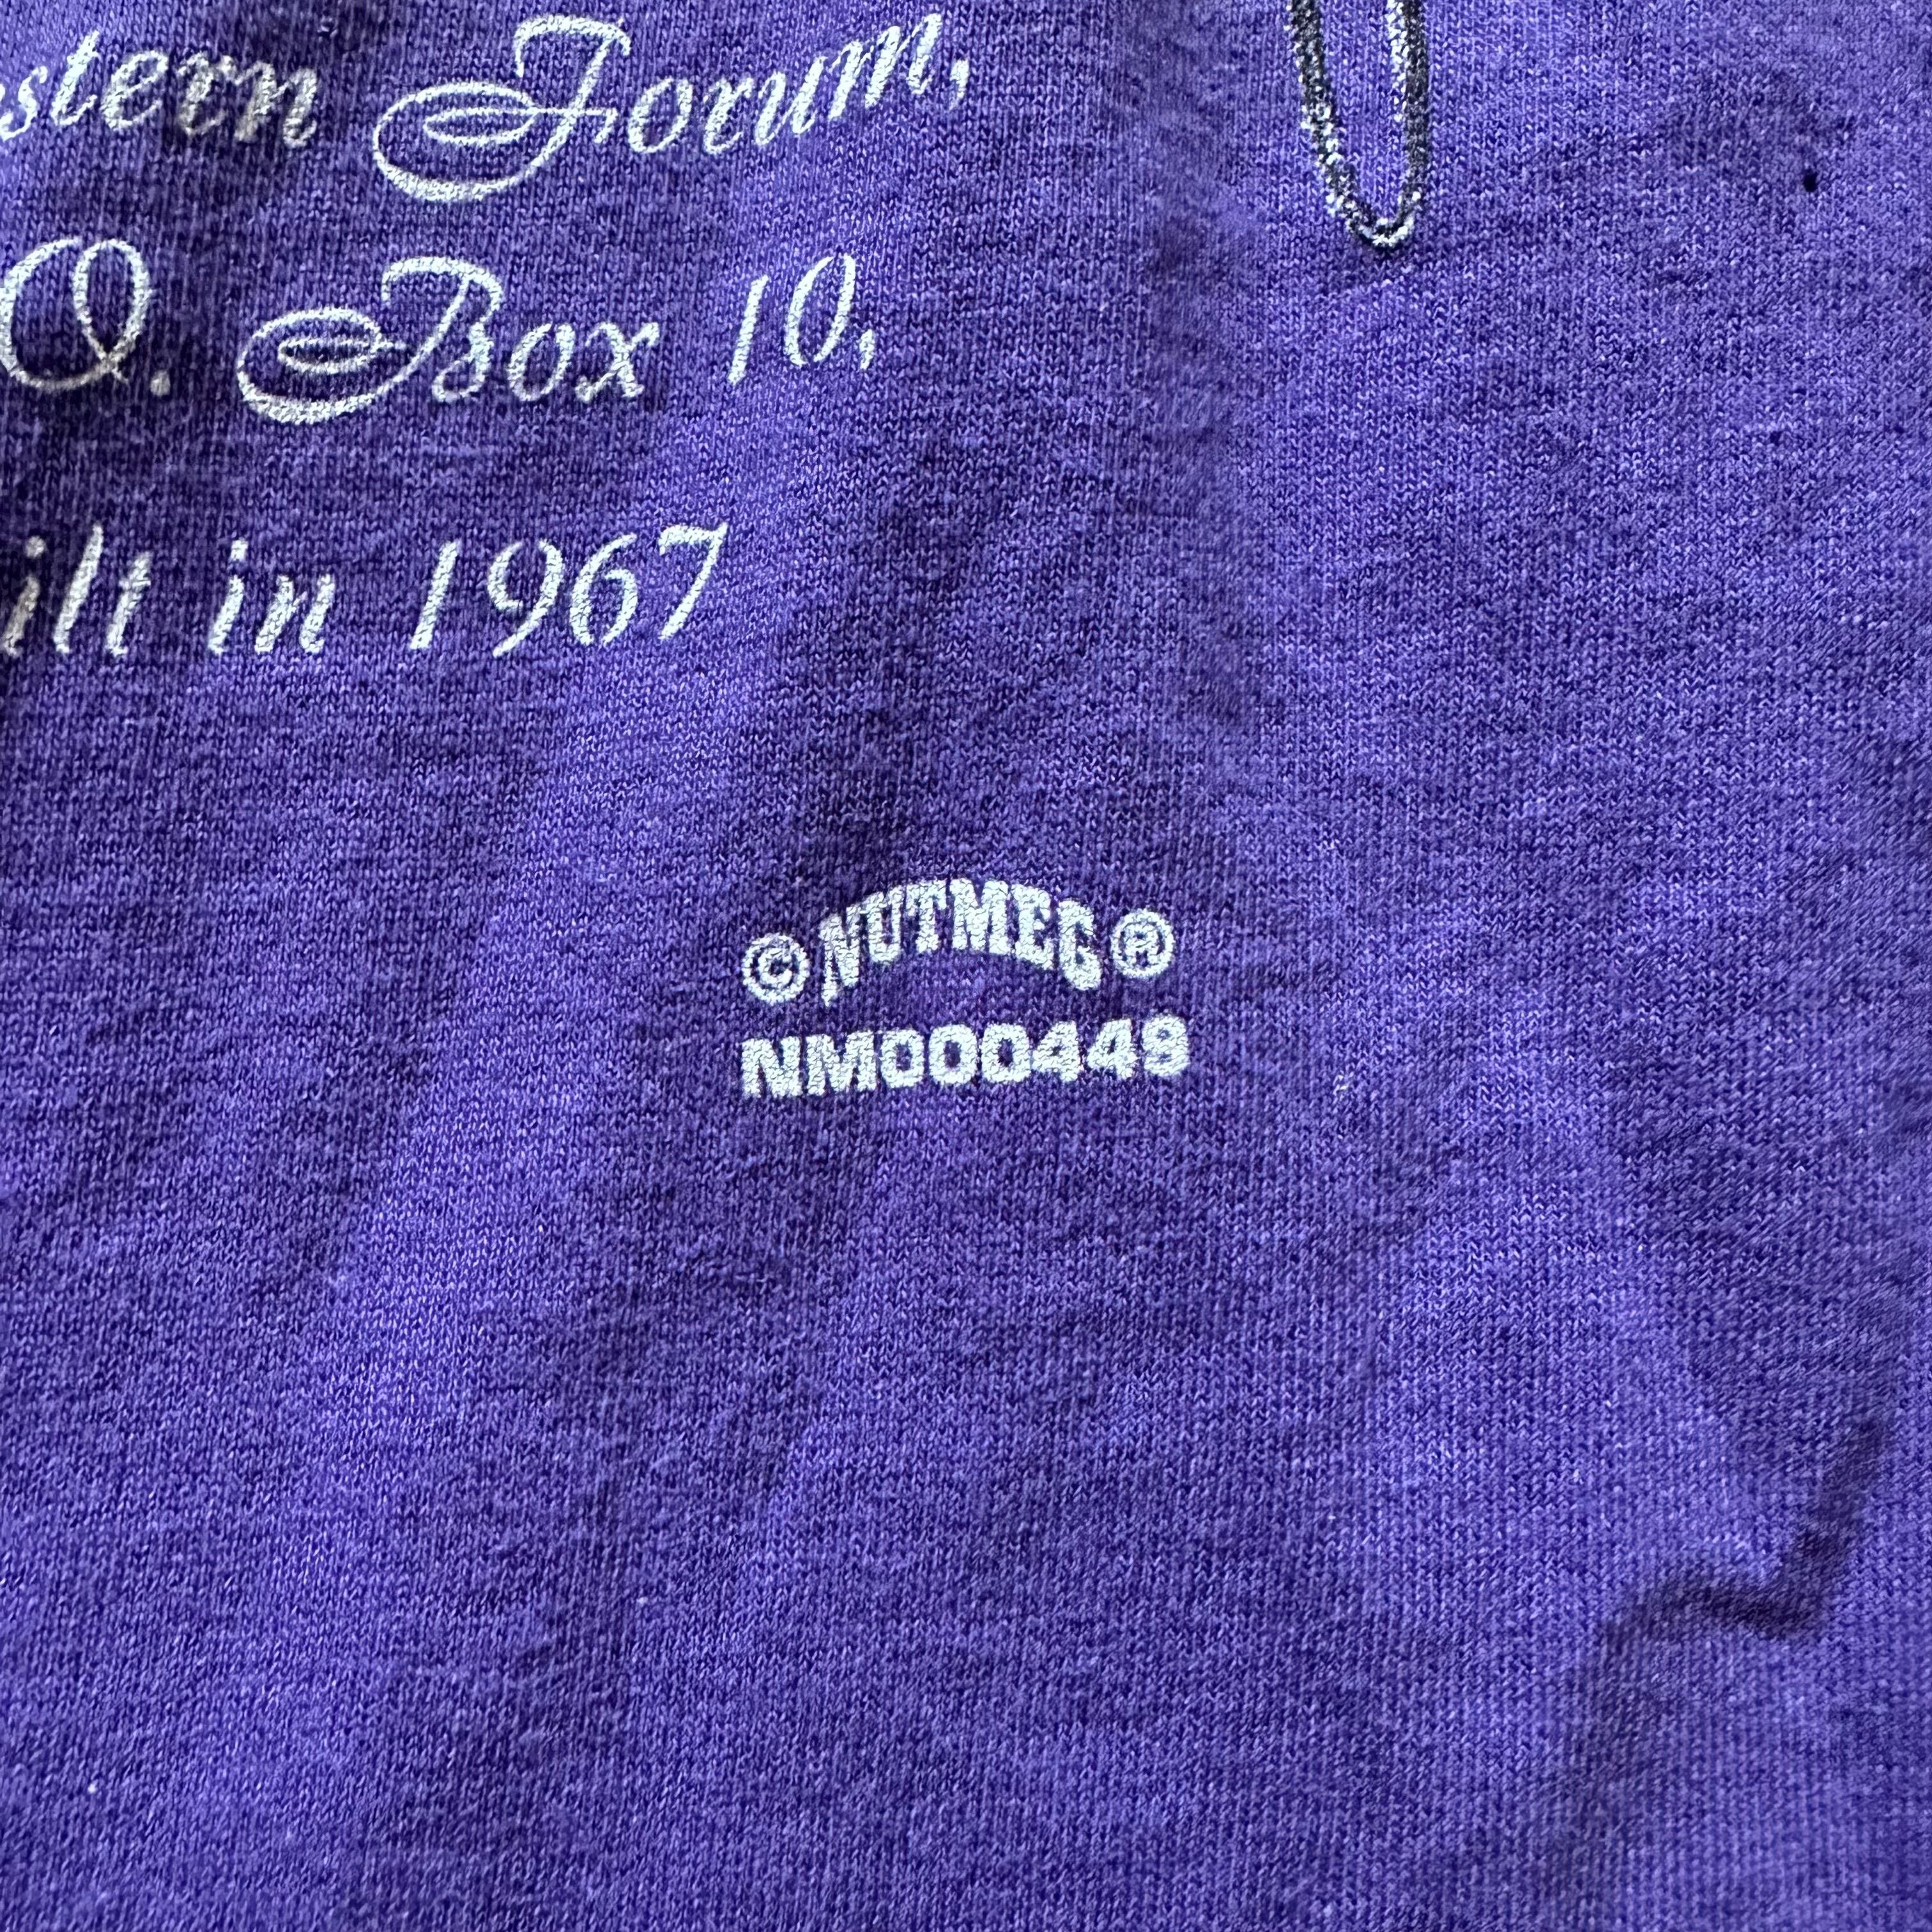 stern Forum,
O. Box 10,
ilt in 1967
© NUTMEG ®
NM000449